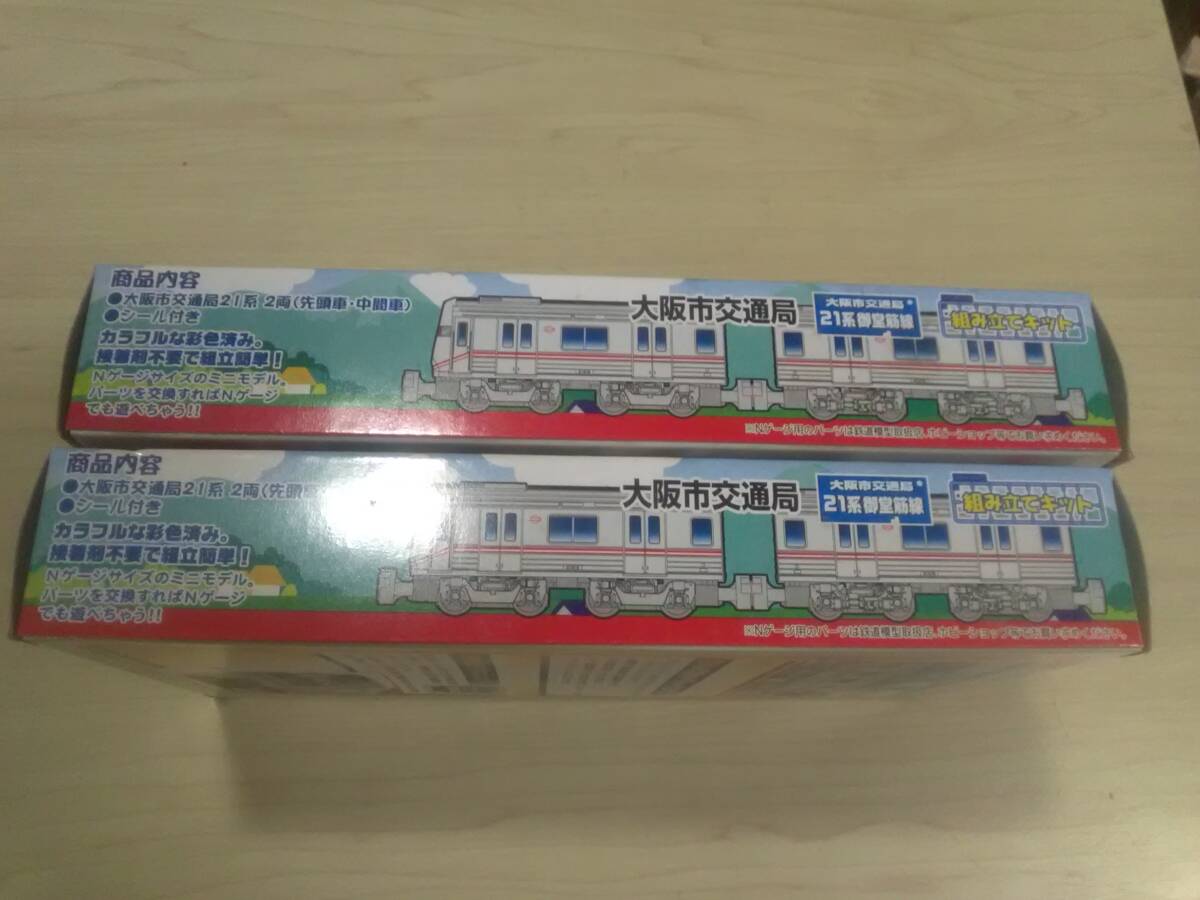 商品内容
●大阪市交通局21系 2両(先頭車・中間車)
●シール付き
カラフルな彩色済み。
接着剤不要で組立簡単！
Nゲージサイズのミニモデル。
パーツを交換すればNゲージ
でも遊べちゃう!!
大阪市交通局
大阪市交通局
21系御堂筋線
組み立てキット
※Nゲージ用のパーツは鉄道模型取扱店、ホビーショップ等でお買い求めください。
商品内容
●大阪市交通局21系 2両(先頭
●シール付き
カラフルな彩色済み。
接着剤不要で組立簡単！
Nゲージサイズのミニモデル。
パーツを交換すればNゲージ
でも遊べちゃう!!
大阪市交通局
大阪市交通局
21系御堂筋線
組み立てキット
※Nゲージ用のパーツは鉄道模型取扱店、ホビーショップ等でお買い求めください。